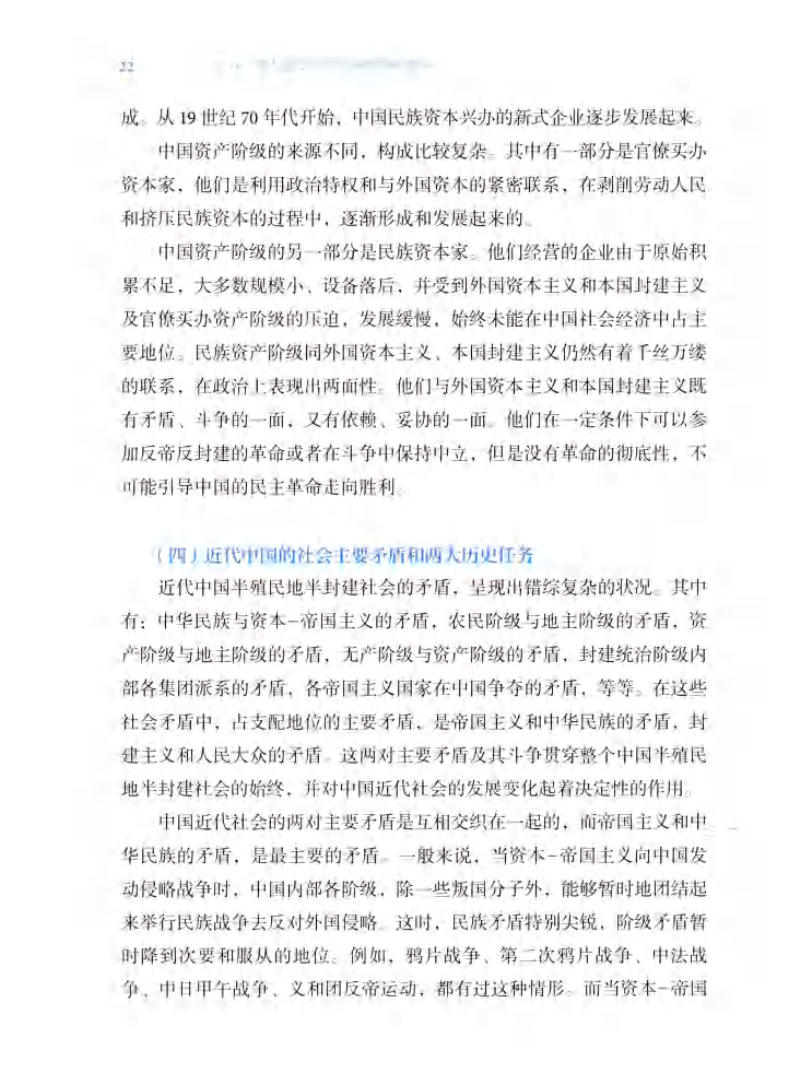 22
成。从 19 世纪 70 年代开始，中国民族资本兴办的新式企业逐步发展起来。
中国资产阶级的来源不同，构成比较复杂。其中有一部分是官僚买办
资本家，他们是利用政治特权和与外国资本的紧密联系，在剥削劳动人民
和挤压民族资本的过程中，逐渐形成和发展起来的。
中国资产阶级的另一部分是民族资本家。他们经营的企业由于原始积
累不足，大多数规模小、设备落后，并受到外国资本主义和本国封建主义
及官僚买办资产阶级的压迫，发展缓慢，始终未能在中国社会经济中占主
要地位。民族资产阶级同外国资本主义、本国封建主义仍然有着千丝万缕
的联系，在政治上表现出两面性。他们与外国资本主义和本国封建主义既
有矛盾、斗争的一面，又有依赖、妥协的一面。他们在一定条件下可以参
加反帝反封建的革命或者在斗争中保持中立，但是没有革命的彻底性，不
可能引导中国的民主革命走向胜利。
（四）近代中国的社会主要矛盾和两大历史任务
近代中国半殖民地半封建社会的矛盾，呈现出错综复杂的状况。其中
有：中华民族与资本-帝国主义的矛盾，农民阶级与地主阶级的矛盾，资
产阶级与地主阶级的矛盾，无产阶级与资产阶级的矛盾，封建统治阶级内
部各集团派系的矛盾，各帝国主义国家在中国争夺的矛盾，等等。在这些
社会矛盾中，占支配地位的主要矛盾，是帝国主义和中华民族的矛盾，封
建主义和人民大众的矛盾。这两对主要矛盾及其斗争贯穿整个中国半殖民
地半封建社会的始终，并对中国近代社会的发展变化起着决定性的作用。
中国近代社会的两对主要矛盾是互相交织在一起的，而帝国主义和中
华民族的矛盾，是最主要的矛盾。一般来说，当资本-帝国主义向中国发
动侵略战争时，中国内部各阶级，除一些叛国分子外，能够暂时地团结起
来举行民族战争去反对外国侵略。这时，民族矛盾特别尖锐，阶级矛盾暂
时降到次要和服从的地位。例如，鸦片战争、第二次鸦片战争、中法战
争、中日甲午战争、义和团反帝运动，都有过这种情形。而当资本-帝国